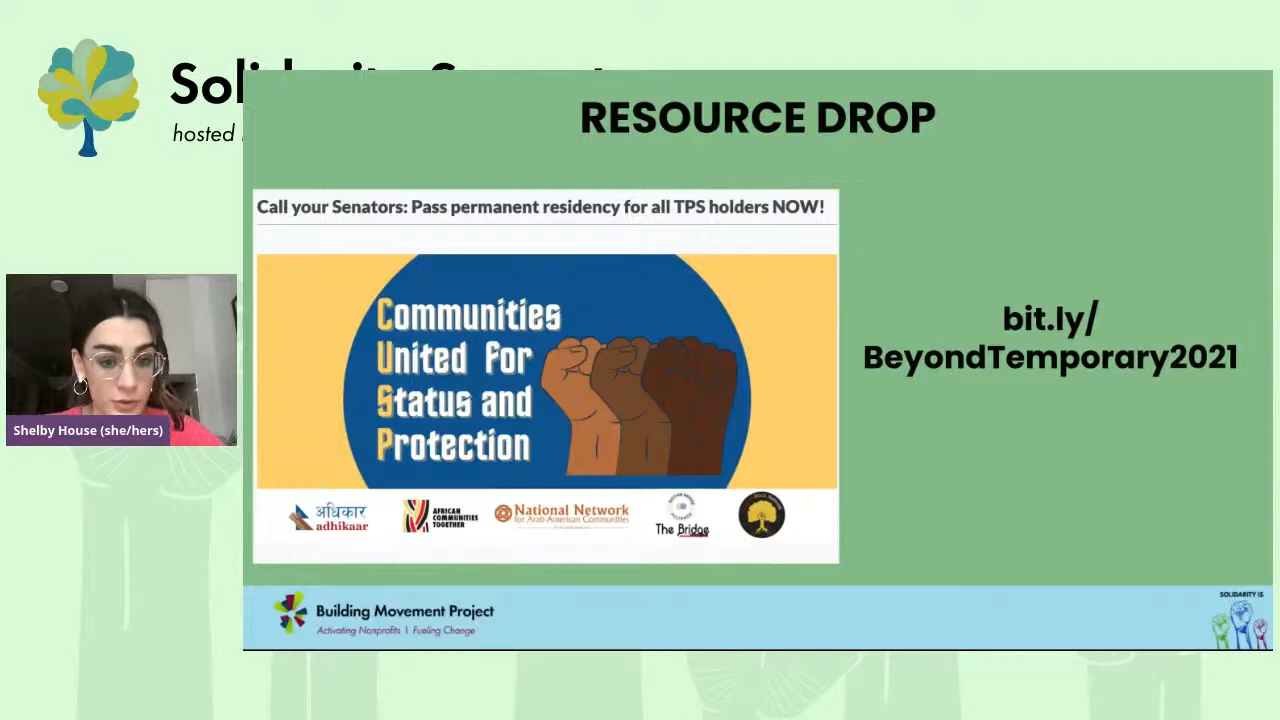 Sol
hosted
RESOURCE DROP
Call your Senators: Pass permanent residency for all TPS holders NOW!
Communities
United for
Status and
Protection
bit.ly/
BeyondTemporary2021
Shelby House (she/hers)
अधिकार
adhikaar
AFRICAN
COMMUNITIES
TOGETHER
National Network
for Arab American Communities
The Bridge
Building Movement Project
Activating Nonprofits | Fueling Change
SOLIDARITY IS